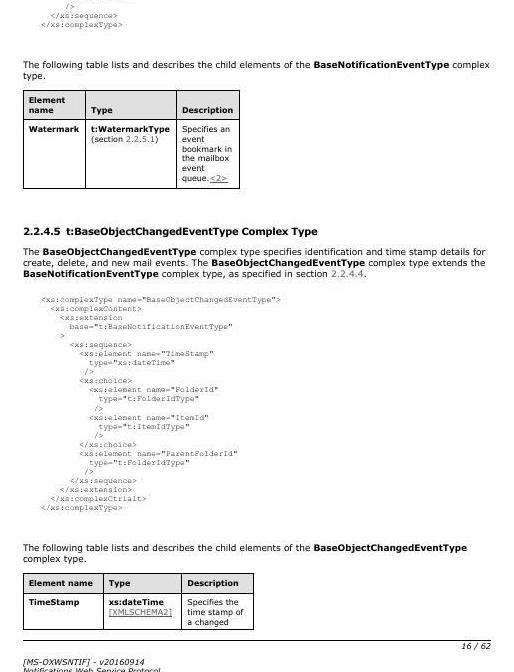 />
</xs:sequence>
</xs:complexType>
The following table lists and describes the child elements of the BaseNotificationEventType complex
type.
Element
name
Type
Description
Watermark
t:WatermarkType
(section 2.2.5.1)
Specifies an
event
bookmark in
the mailbox
event
queue.<2>
2.2.4.5 t:BaseObjectChangedEventType Complex Type
The BaseObjectChangedEventType complex type specifies identification and time stamp details for
create, delete, and new mail events. The BaseObjectChangedEventType complex type extends the
BaseNotificationEventType complex type, as specified in section 2.2.4.4.
<xs:complexType name="BaseObjectChangedEventType">
<xs:complexContent>
<xs:extension
base="t:BaseNotificationEventType"
>
<xs:sequence>
<xs:element name="TimeStamp"
type="xs:dateTime"
/>
<xs:choice>
<xs:element name="FolderId"
type="t:FolderIdType"
/>
<xs:element name="ItemId"
type="t:ItemIdType"
/>
</xs:choice>
<xs:element name="ParentFolderId"
type="t:FolderIdType"
/>
</xs:sequence>
</xs:extension>
</xs:complexCtrialt>
</xs:complexType>
The following table lists and describes the child elements of the BaseObjectChangedEventType
complex type.
Element name
Type
Description
TimeStamp
xs:dateTime
[XMLSCHEMA2]
Specifies the
time stamp of
a changed
16 / 62
[MS-OXWSNTIF] - v20160914
Notifications Web Service Protocol